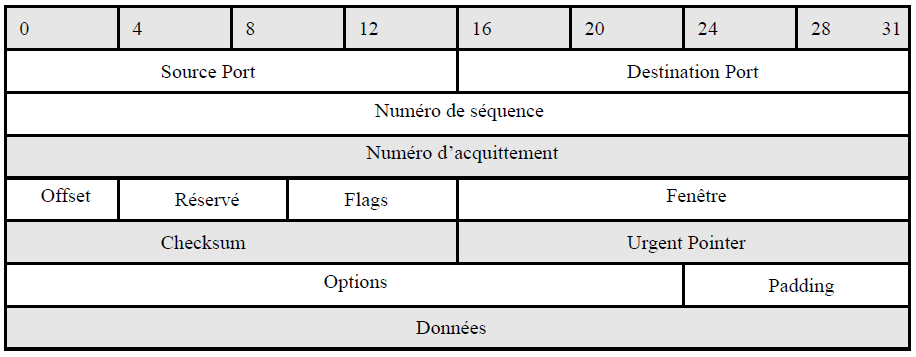 0 4 8 12 16 20 24 28 31
Source Port Destination Port
Numéro de séquence
Numéro d’acquittement
Offset Réservé Flags Fenêtre
Checksum Urgent Pointer
Options Padding
Données